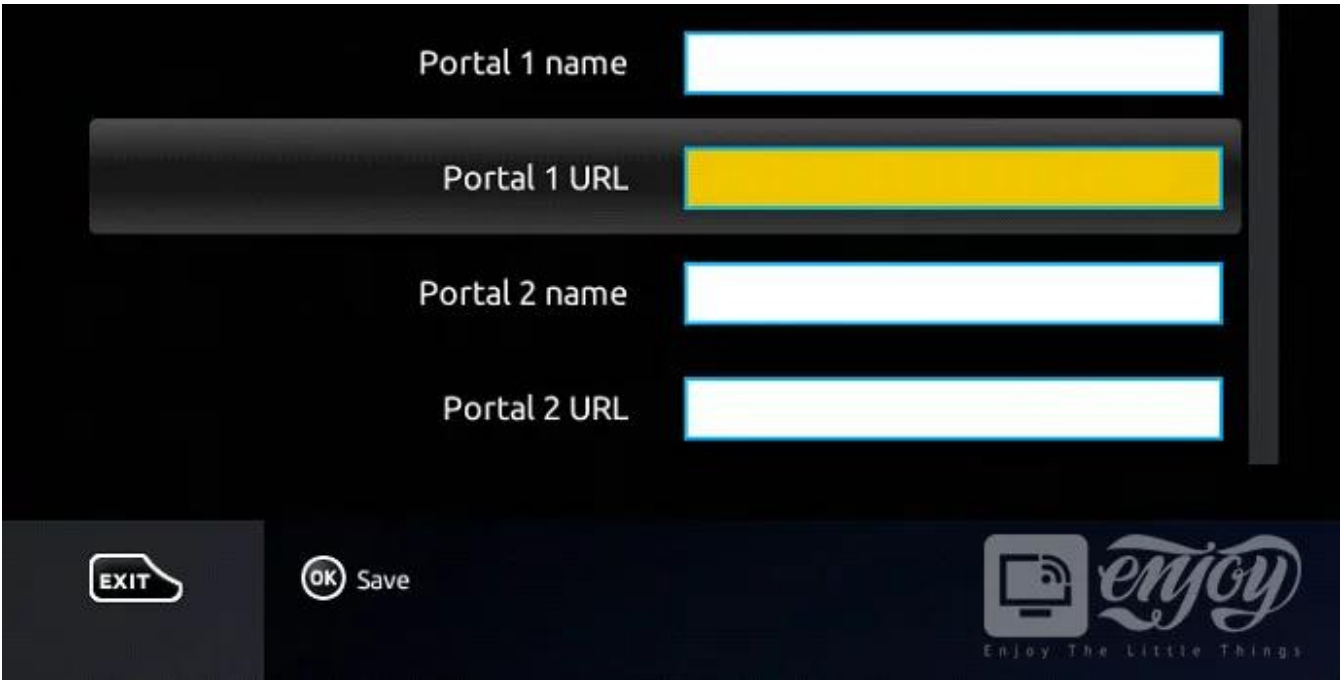 Portal 1 name
Portal 1 URL
Portal 2 name
Portal 2 URL
EXIT
OK Save
enjoy
Enjoy The Little Things